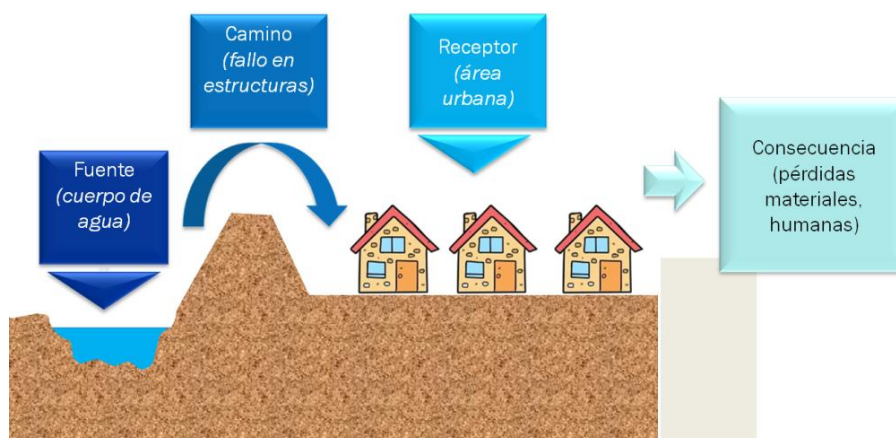 Fuente
(cuerpo de
agua)
Camino
(fallo en
estructuras)
Receptor
(área
urbana)
Consecuencia
(pérdidas
materiales,
humanas)